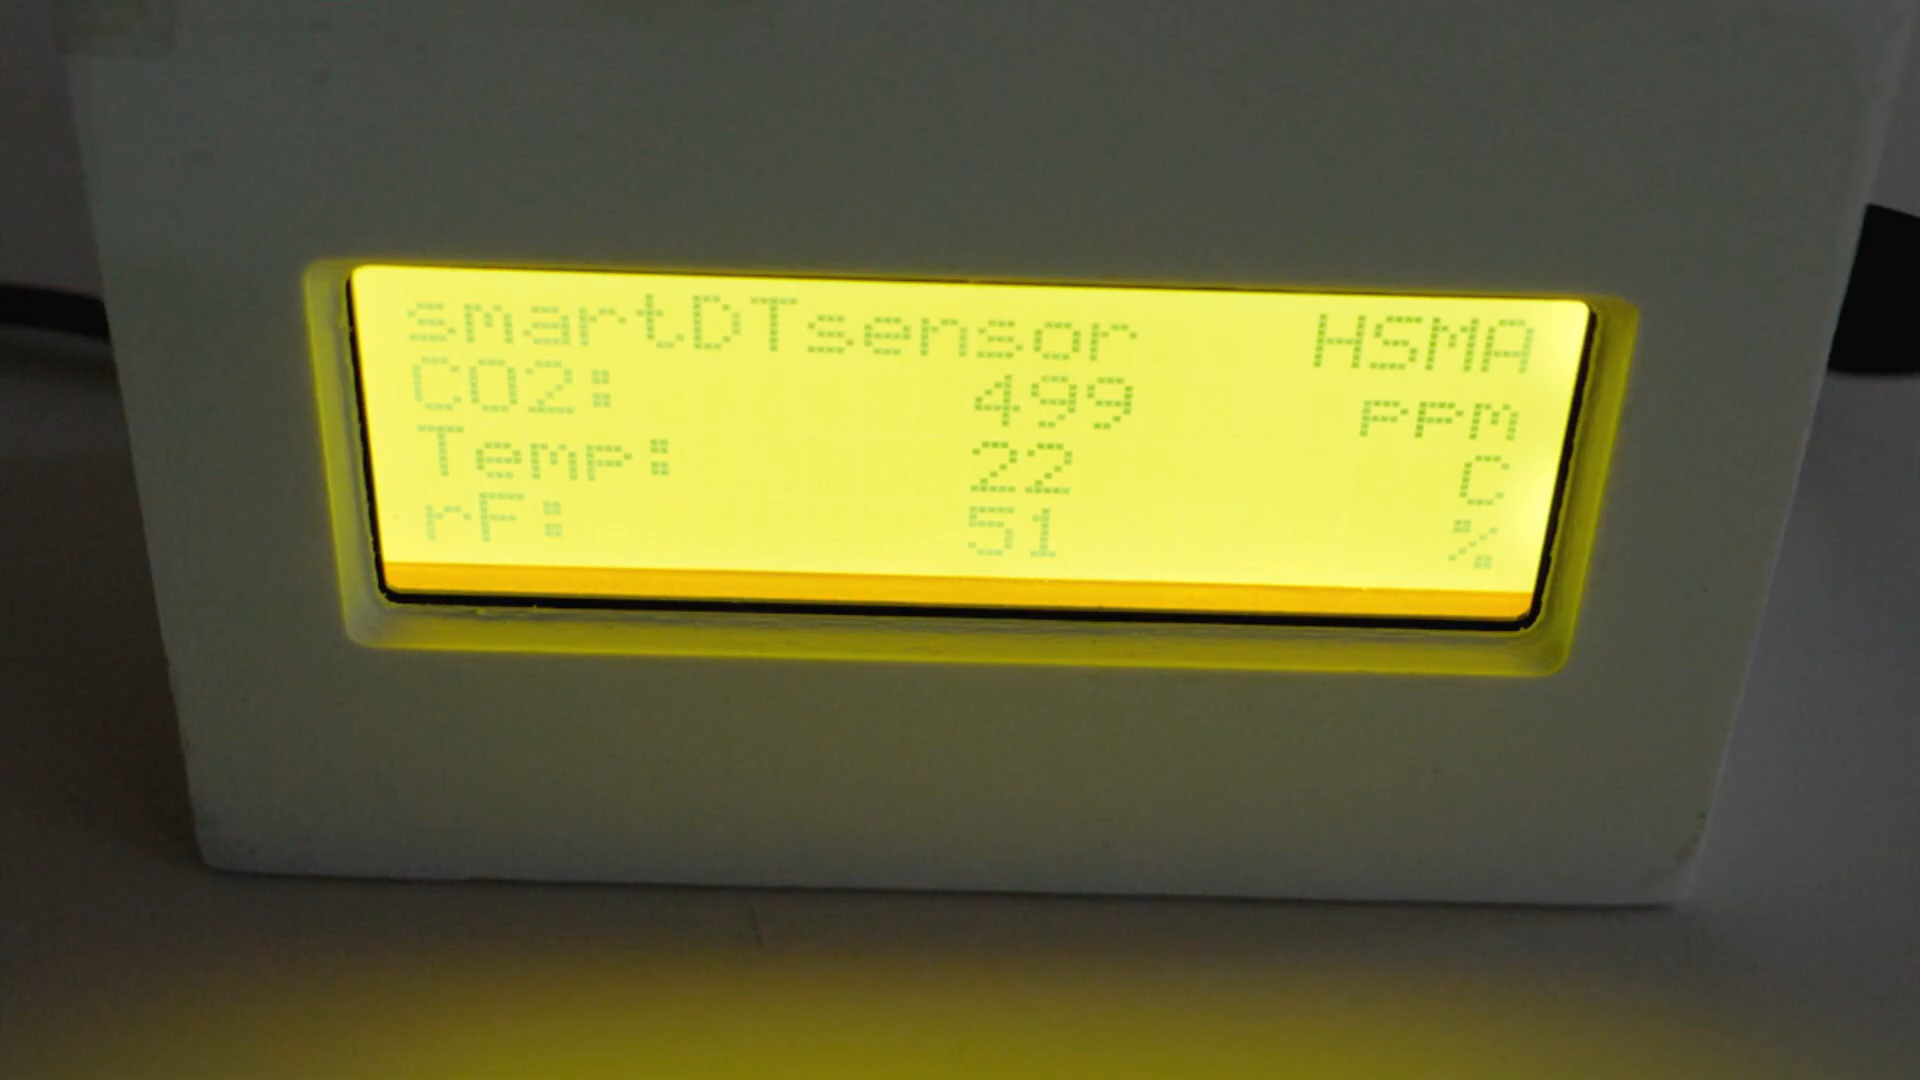 smartDTsensor HSMA
CO2: 499 PPM
Temp: 22 C
rF: 51 %